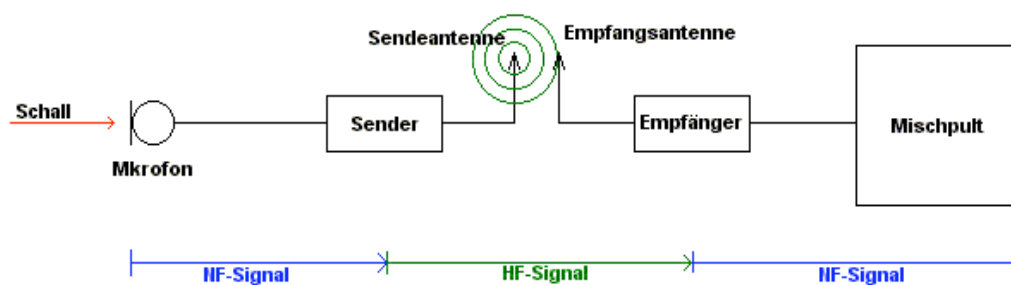 Sendeantenne
Empfangsantenne
Schall
Mkrofon
Sender
Empfänger
Mischpult
NF-Signal
HF-Signal
NF-Signal